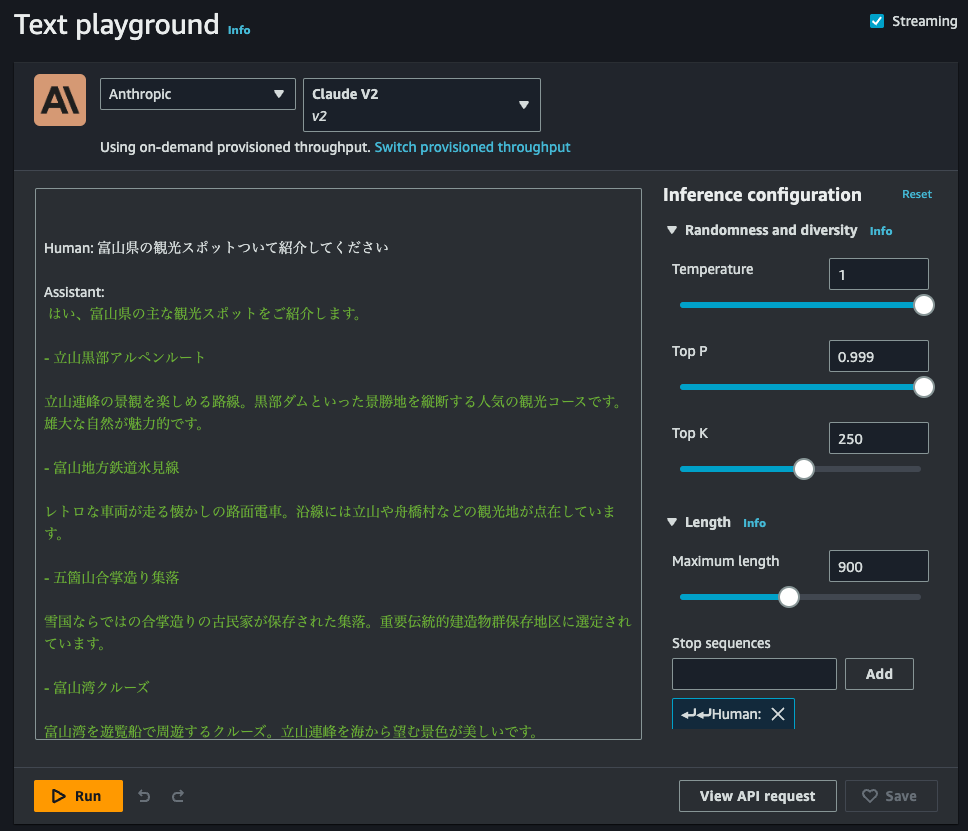 Text playground Info
Streaming
Anthropic
Claude V2
v2
Using on-demand provisioned throughput. Switch provisioned throughput
Human: 富山県の観光スポットついて紹介してください
Assistant:
はい、富山県の主な観光スポットをご紹介します。
- 立山黒部アルペンルート
立山連峰の景観を楽しめる路線。黒部ダムといった景勝地を縦断する人気の観光コースです。
雄大な自然が魅力的です。
- 富山地方鉄道氷見線
レトロな車両が走る懐かしの路面電車。沿線には立山や舟橋村などの観光地が点在していま
す。
- 五箇山合掌造り集落
雪国ならではの合掌造りの古民家が保存された集落。重要伝統的建造物群保存地区に選定され
ています。
- 富山湾クルーズ
富山湾を遊覧船で周遊するクルーズ。立山連峰を海から望む景色が美しいです。
Inference configuration
Reset
Randomness and diversity Info
Temperature
1
Top P
0.999
Top K
250
Length Info
Maximum length
900
Stop sequences
Add
↵↵Human:
Run
View API request
Save